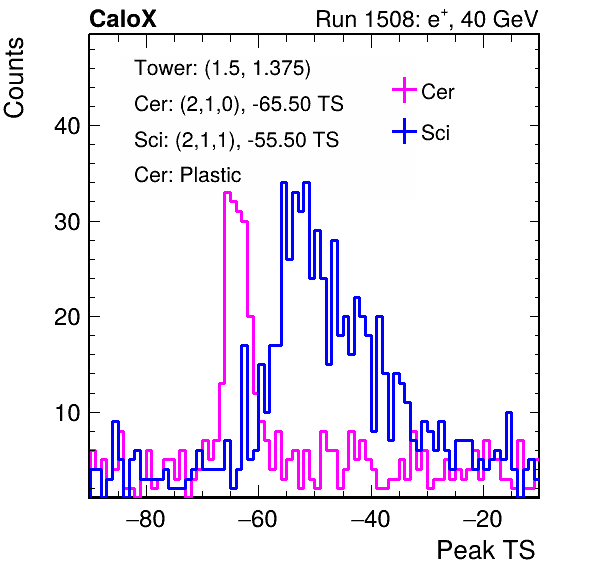 CaloX Run 1508: e⁺, 40 GeV
Counts
Tower: (1.5, 1.375)
Cer: (2,1,0), -65.50 TS
Sci: (2,1,1), -55.50 TS
Cer: Plastic
Cer
Sci
40
30
20
10
−80 −60 −40 −20
Peak TS